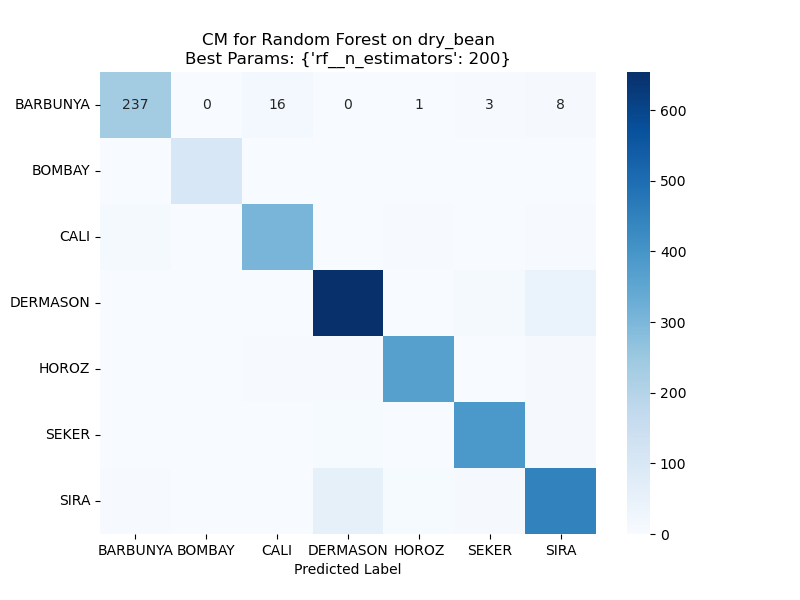 CM for Random Forest on dry_bean
Best Params: {'rf__n_estimators': 200}
BARBUNYA 237 0 16 0 1 3 8
BOMBAY
CALI
DERMASON
HOROZ
SEKER
SIRA
BARBUNYA BOMBAY CALI DERMASON HOROZ SEKER SIRA
Predicted Label
600
500
400
300
200
100
0